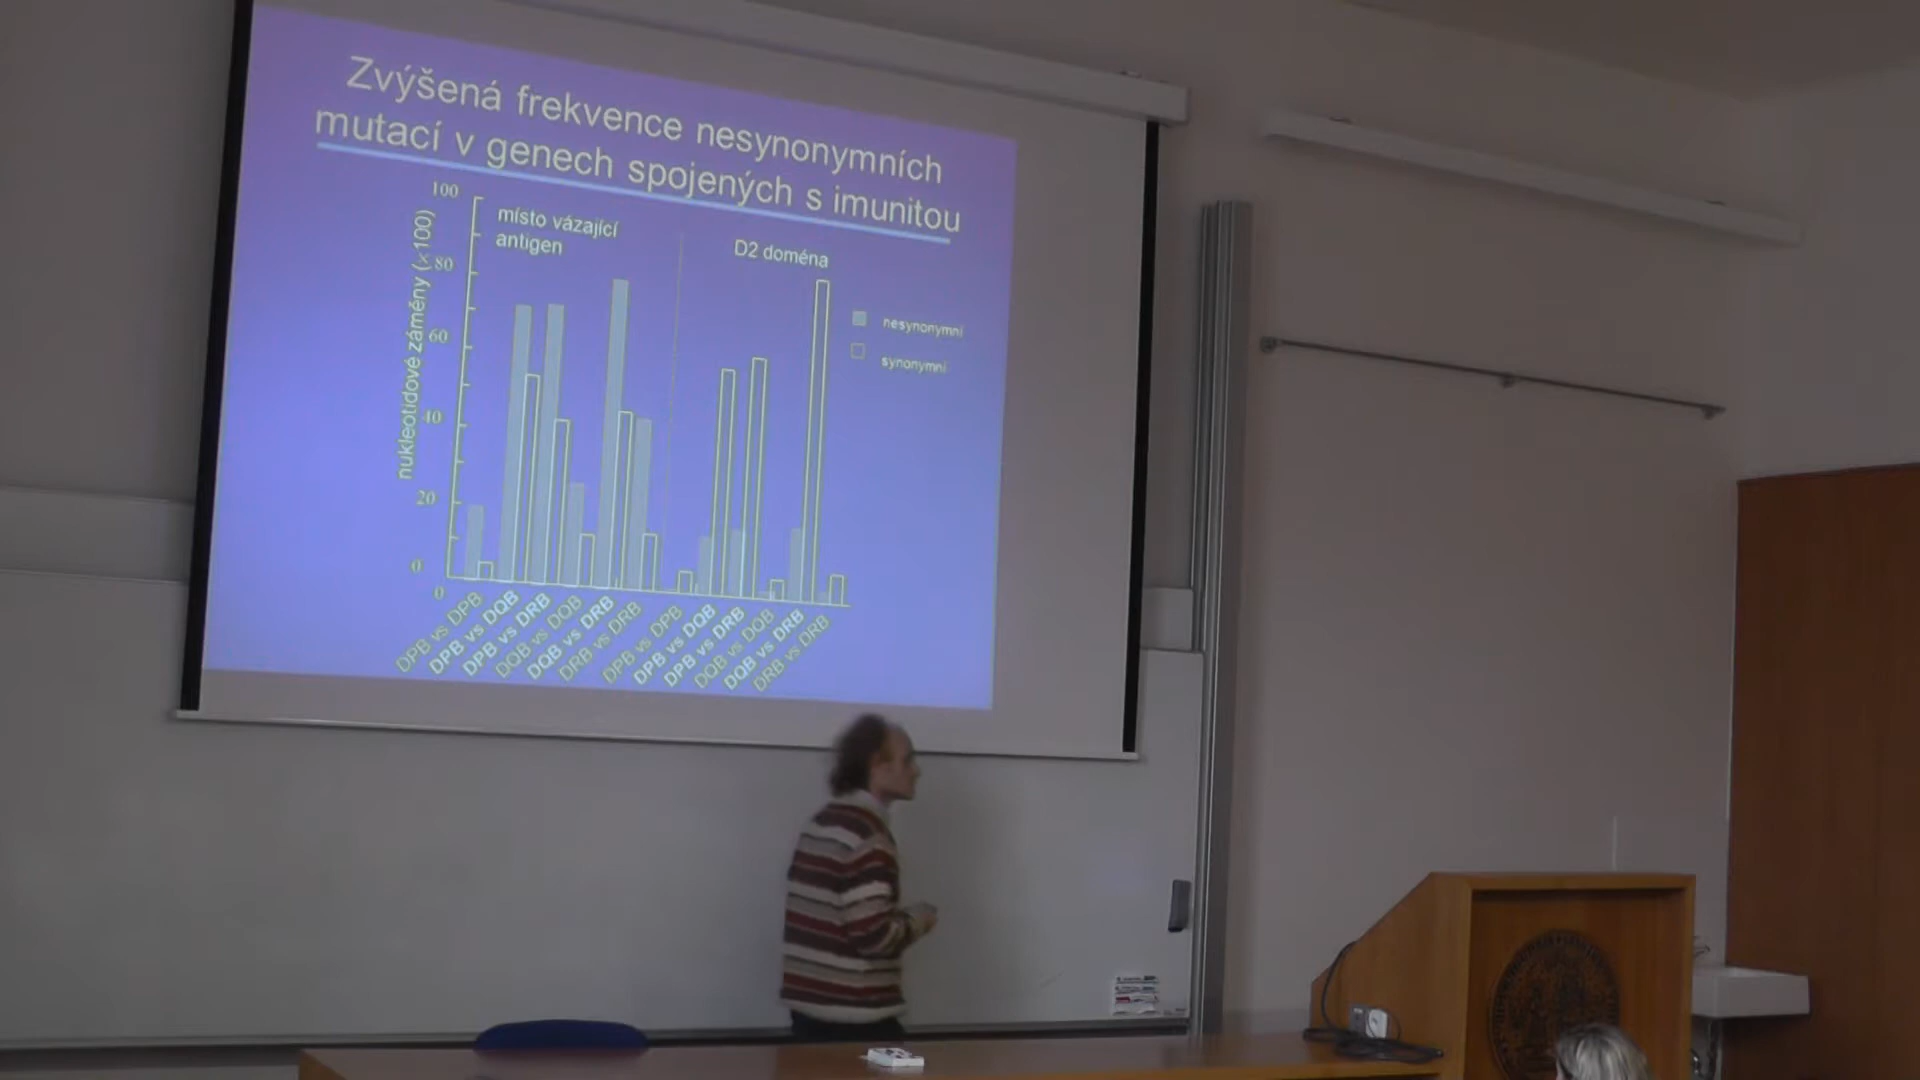 Zvýšená frekvence nesynonymních
mutací v genech spojených s imunitou
nukleotidové záměny (×100)
100
80
60
40
20
0
0
místo vázající
antigen
D2 doména
nesynonymní
synonymní
DPB vs DPB
DPB vs DQB
DPB vs DRB
DQB vs DQB
DQB vs DRB
DRB vs DRB
DPB vs DPB
DPB vs DQB
DPB vs DRB
DQB vs DQB
DQB vs DRB
DRB vs DRB